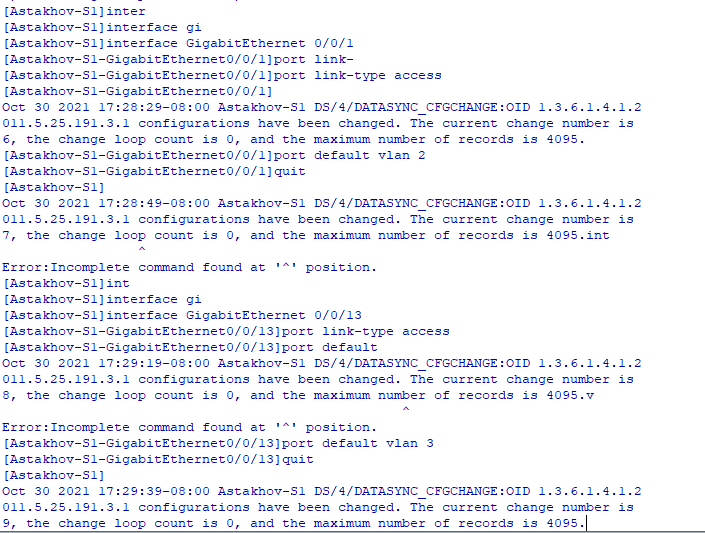 [Astakhov-S1]inter
[Astakhov-S1]interface gi
[Astakhov-S1]interface GigabitEthernet 0/0/1
[Astakhov-S1-GigabitEthernet0/0/1]port link-
[Astakhov-S1-GigabitEthernet0/0/1]port link-type access
[Astakhov-S1-GigabitEthernet0/0/1]
Oct 30 2021 17:28:29-08:00 Astakhov-S1 DS/4/DATASYNC_CFGCHANGE:OID 1.3.6.1.4.1.2
011.5.25.191.3.1 configurations have been changed. The current change number is
6, the change loop count is 0, and the maximum number of records is 4095.
[Astakhov-S1-GigabitEthernet0/0/1]port default vlan 2
[Astakhov-S1-GigabitEthernet0/0/1]quit
[Astakhov-S1]
Oct 30 2021 17:28:49-08:00 Astakhov-S1 DS/4/DATASYNC_CFGCHANGE:OID 1.3.6.1.4.1.2
011.5.25.191.3.1 configurations have been changed. The current change number is
7, the change loop count is 0, and the maximum number of records is 4095.int
^
Error:Incomplete command found at '^' position.
[Astakhov-S1]int
[Astakhov-S1]interface gi
[Astakhov-S1]interface GigabitEthernet 0/0/13
[Astakhov-S1-GigabitEthernet0/0/13]port link-type access
[Astakhov-S1-GigabitEthernet0/0/13]port default
Oct 30 2021 17:29:19-08:00 Astakhov-S1 DS/4/DATASYNC_CFGCHANGE:OID 1.3.6.1.4.1.2
011.5.25.191.3.1 configurations have been changed. The current change number is
8, the change loop count is 0, and the maximum number of records is 4095.v
^
Error:Incomplete command found at '^' position.
[Astakhov-S1-GigabitEthernet0/0/13]port default vlan 3
[Astakhov-S1-GigabitEthernet0/0/13]quit
[Astakhov-S1]
Oct 30 2021 17:29:39-08:00 Astakhov-S1 DS/4/DATASYNC_CFGCHANGE:OID 1.3.6.1.4.1.2
011.5.25.191.3.1 configurations have been changed. The current change number is
9, the change loop count is 0, and the maximum number of records is 4095.